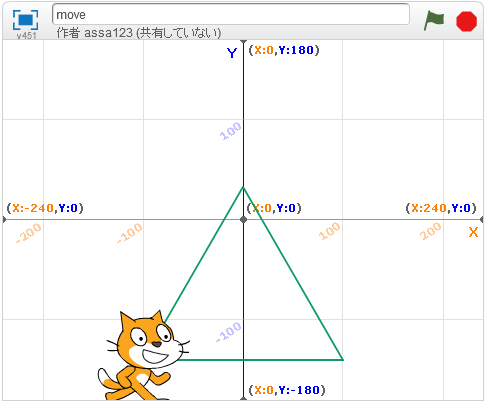 move
v451
作者 assa123 (共有していない)
Y
(X:0,Y:180)
100
(X:-240,Y:0)
(X:0,Y:0)
(X:240,Y:0)
-200
-100
100
200
X
-100
(X:0,Y:-180)